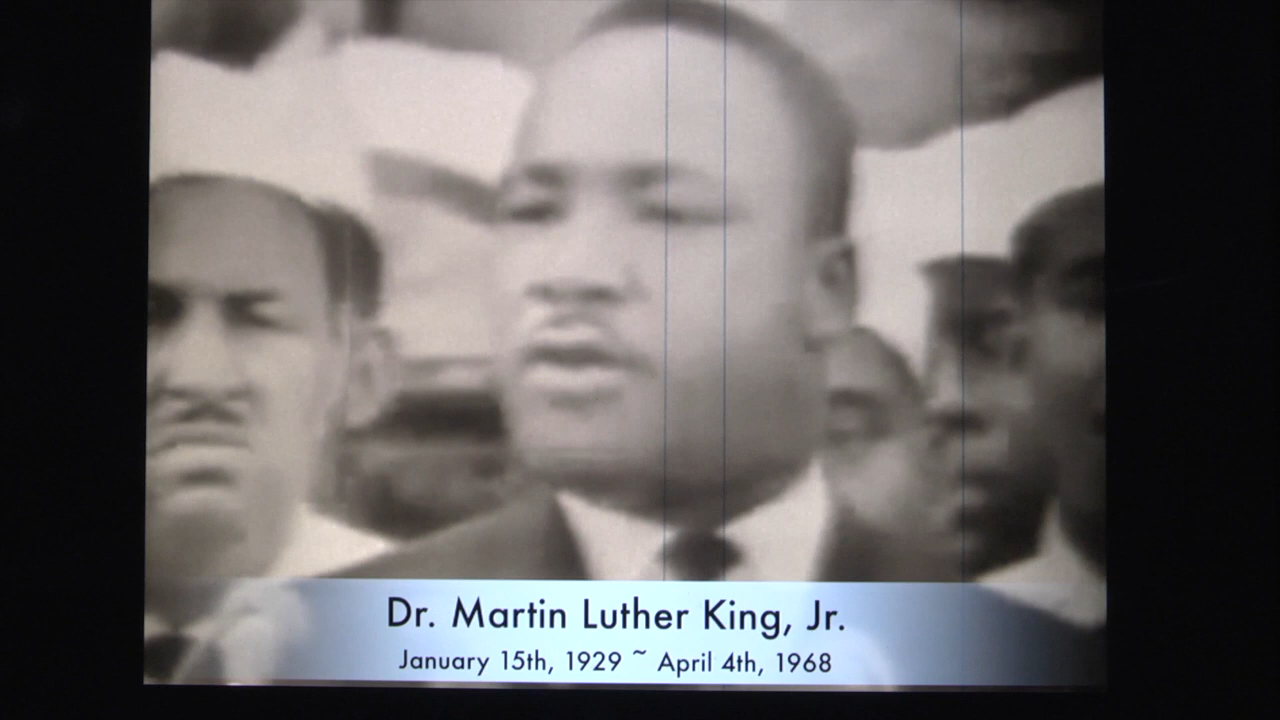 Dr. Martin Luther King, Jr.
January 15th, 1929 ~ April 4th, 1968